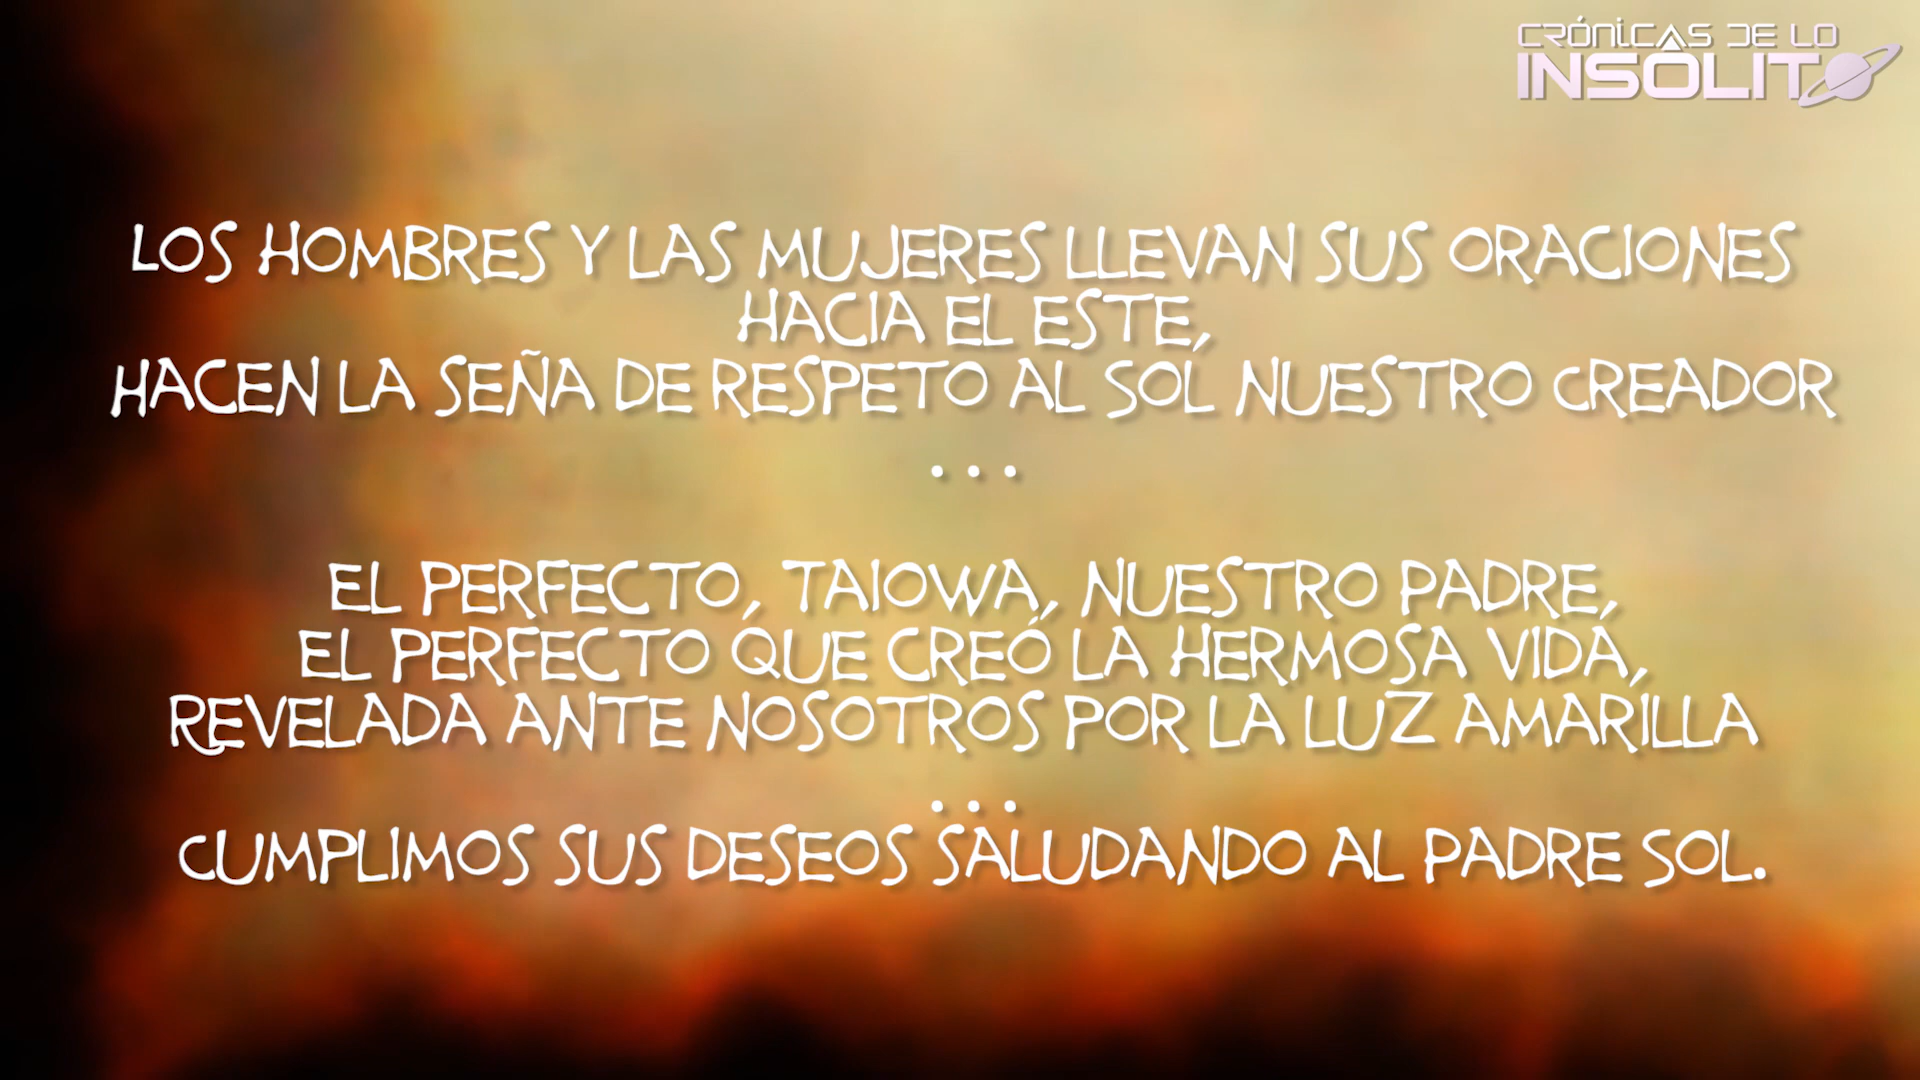 CRÓNICAS DE LO
INSÓLITO
LOS HOMBRES Y LAS MUJERES LLEVAN SUS ORACIONES
HACIA EL ESTE,
HACEN LA SEÑA DE RESPETO AL SOL NUESTRO CREADOR
...
EL PERFECTO, TAIOWA, NUESTRO PADRE,
EL PERFECTO QUE CREÓ LA HERMOSA VIDA,
REVELADA ANTE NOSOTROS POR LA LUZ AMARILLA
...
CUMPLIMOS SUS DESEOS SALUDANDO AL PADRE SOL.